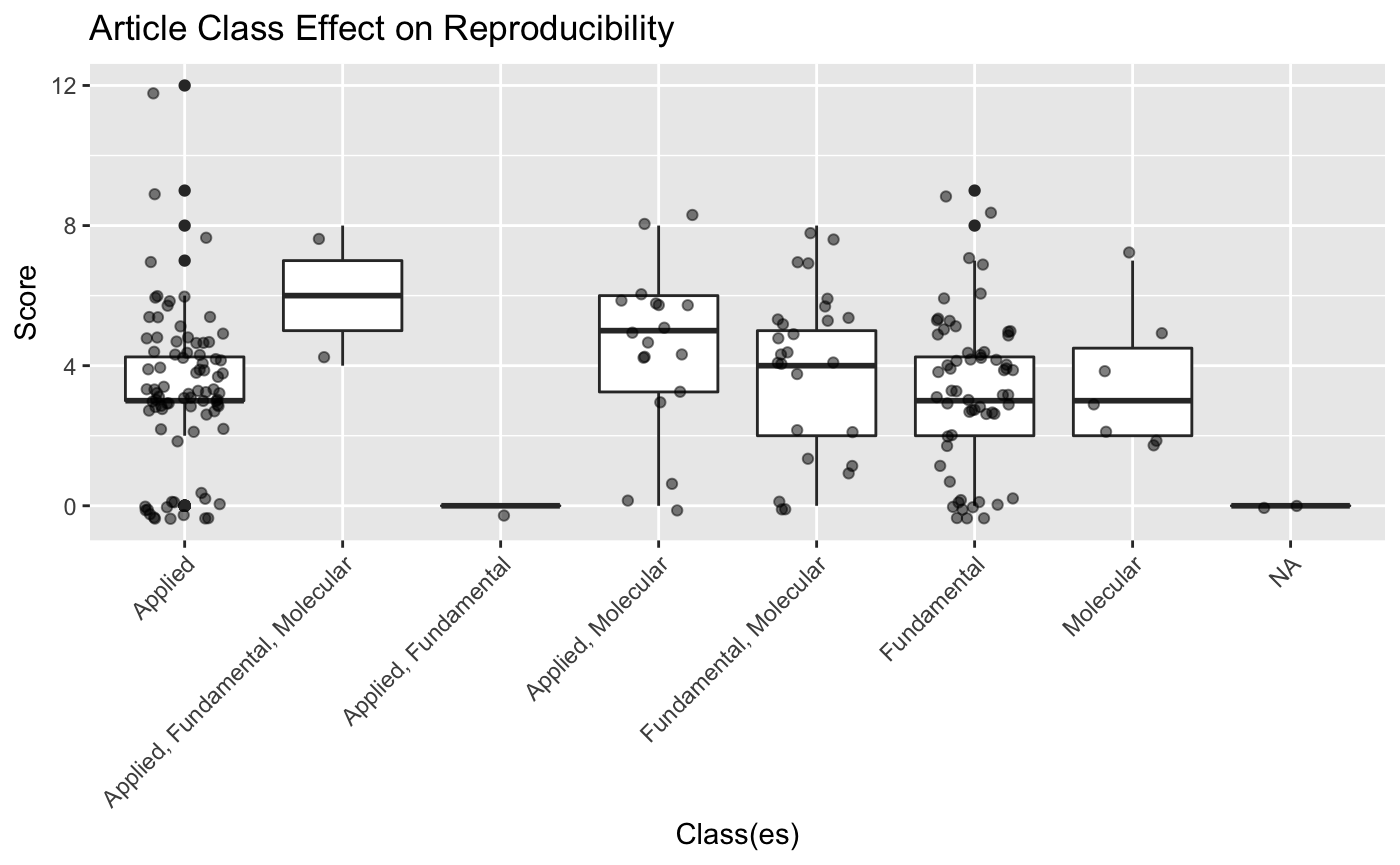 Article Class Effect on Reproducibility
Score
12
8
4
0
Applied
Applied, Fundamental, Molecular
Applied, Fundamental
Applied, Molecular
Fundamental, Molecular
Fundamental
Molecular
NA
Class(es)